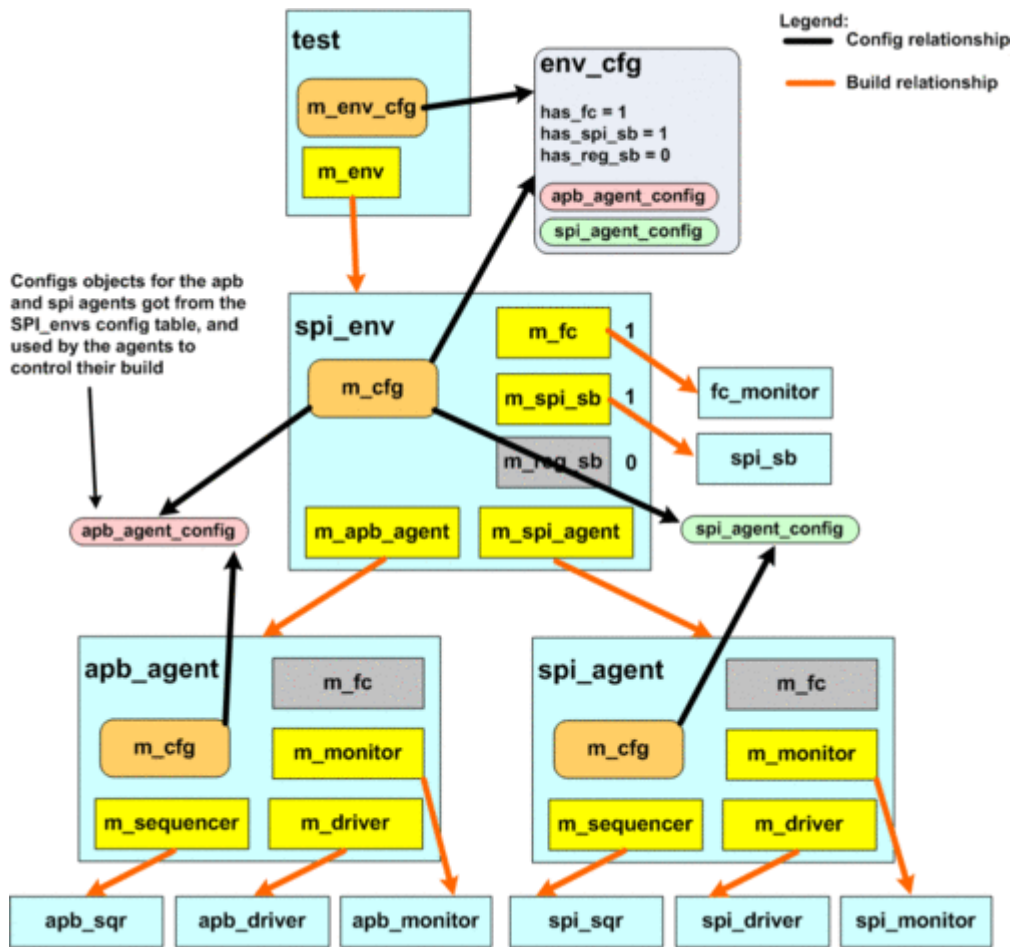 Legend:
Config relationship
Build relationship
test
m_env_cfg
m_env
env_cfg
has_fc = 1
has_spi_sb = 1
has_reg_sb = 0
apb_agent_config
spi_agent_config
Configs objects for the apb
and spi agents got from the
SPI_envs config table, and
used by the agents to
control their build
spi_env
m_cfg
m_fc 1
m_spi_sb 1
m_reg_sb 0
m_apb_agent
m_spi_agent
fc_monitor
spi_sb
apb_agent_config
spi_agent_config
apb_agent
m_fc
m_cfg
m_monitor
m_sequencer
m_driver
spi_agent
m_fc
m_cfg
m_monitor
m_sequencer
m_driver
apb_sqr
apb_driver
apb_monitor
spi_sqr
spi_driver
spi_monitor